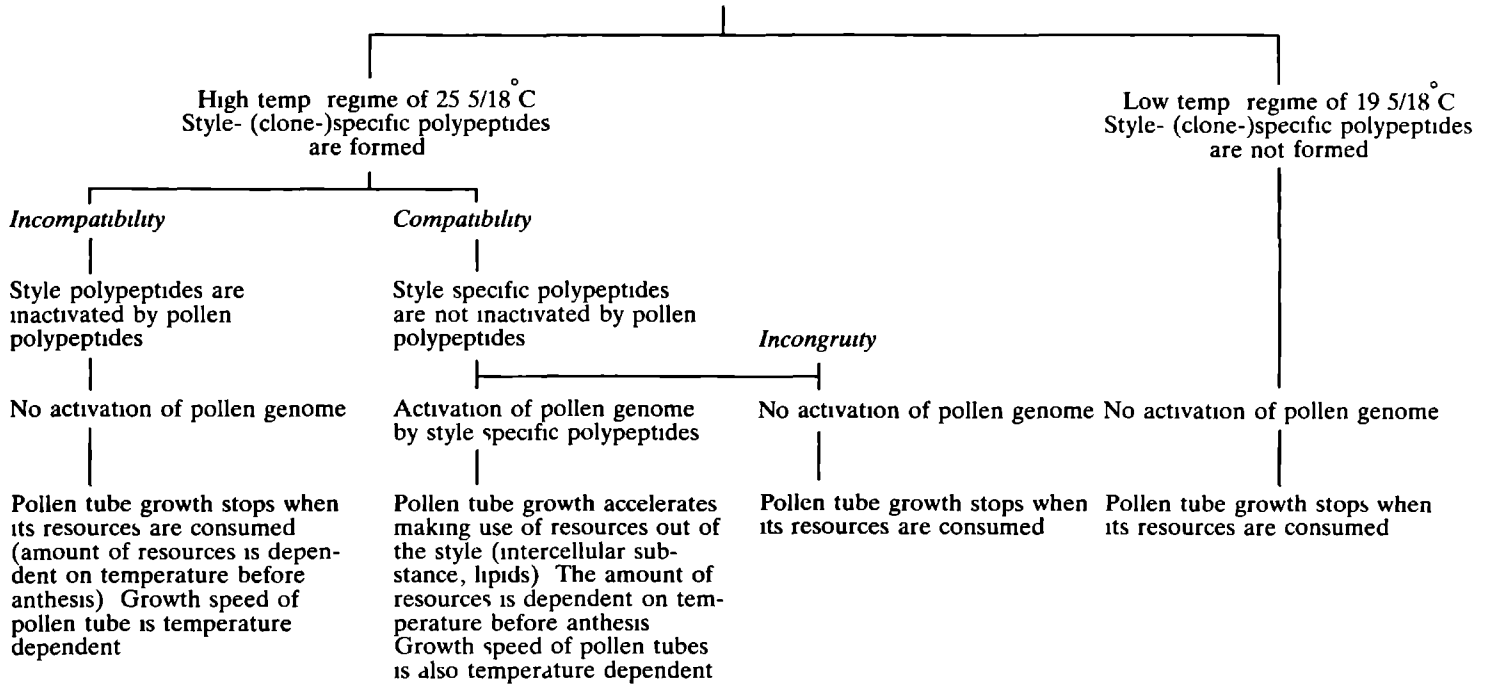 High temp regime of 25 5/18°C
Style- (clone-)specific polypeptides
are formed
Low temp regime of 19 5/18°C
Style- (clone-)specific polypeptides
are not formed
Incompatibility
Compatibility
Style polypeptides are
inactivated by pollen
polypeptides
Style specific polypeptides
are not inactivated by pollen
polypeptides
Incongruity
No activation of pollen genome
Activation of pollen genome
by style specific polypeptides
No activation of pollen genome
No activation of pollen genome
Pollen tube growth stops when
its resources are consumed
(amount of resources is depen-
dent on temperature before
anthesis) Growth speed of
pollen tube is temperature
dependent
Pollen tube growth accelerates
making use of resources out of
the style (intercellular sub-
stance, lipids) The amount of
resources is dependent on tem-
perature before anthesis
Growth speed of pollen tubes
is also temperature dependent
Pollen tube growth stops when
its resources are consumed
Pollen tube growth stops when
its resources are consumed